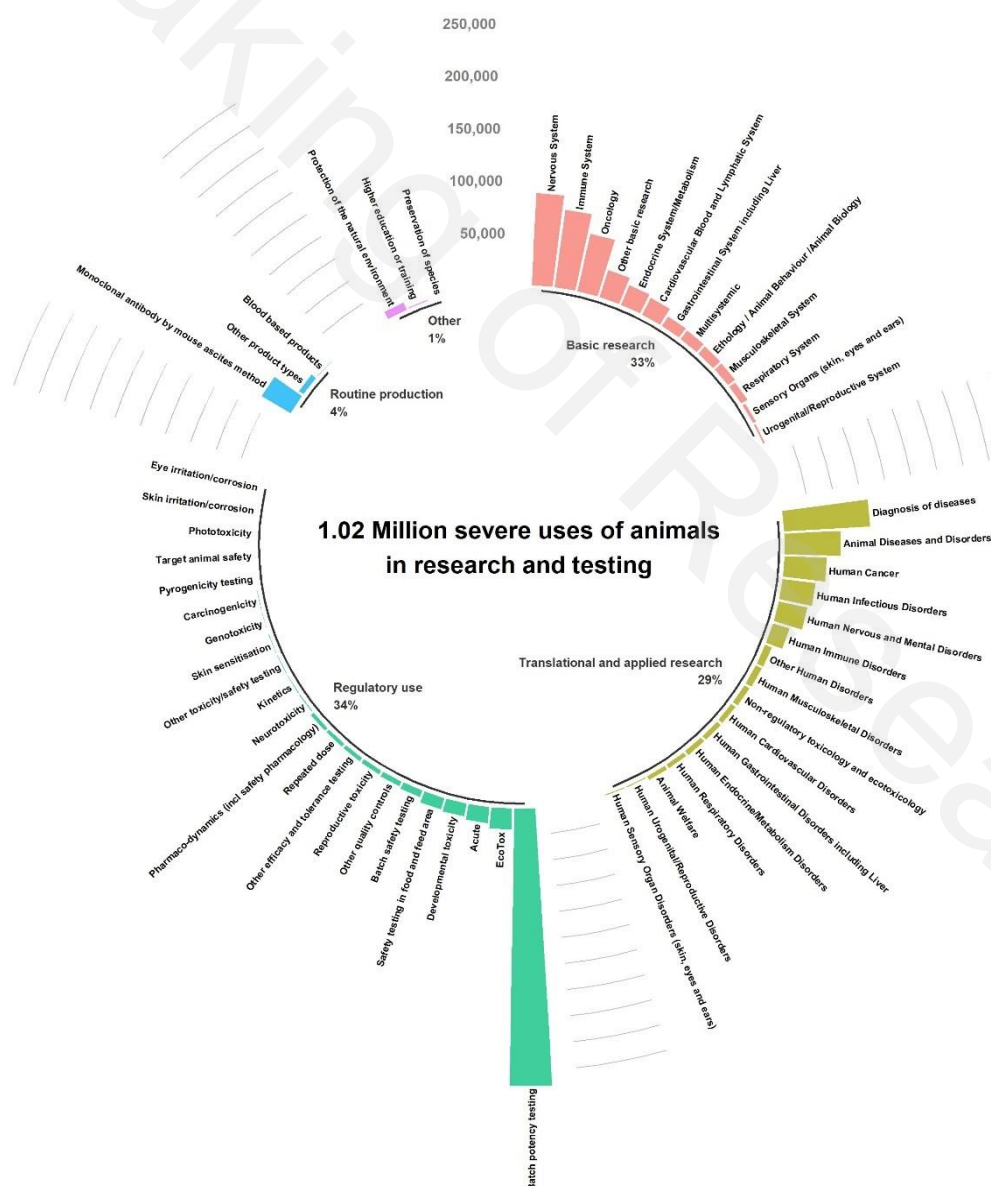 250,000
200,000
150,000
100,000
50,000
Nervous System
Immune System
Oncology
Other basic research
Endocrine System/Metabolism
Cardiovascular Blood and Lymphatic System
Gastrointestinal System including Liver
Multisystemic
Ethology / Animal Behaviour /Animal Biology
Musculoskeletal System
Respiratory System
Sensory Organs (skin, eyes and ears)
Urogenital/Reproductive System
Basic research
33%
Diagnosis of diseases
Animal Diseases and Disorders
Human Cancer
Human Infectious Disorders
Human Nervous and Mental Disorders
Human Immune Disorders
Other Human Disorders
Human Musculoskeletal Disorders
Non-regulatory toxicology and ecotoxicology
Human Cardiovascular Disorders
Human Gastrointestinal Disorders including Liver
Human Endocrine/Metabolism Disorders
Human Respiratory Disorders
Animal Welfare
Human Urogenital/Reproductive Disorders
Human Sensory Organ Disorders (skin, eyes and ears)
Translational and applied research
29%
1.02 Million severe uses of animals
in research and testing
Batch potency testing
EcoTox
Acute
Developmental toxicity
Safety testing in food and feed area
Batch safety testing
Other quality controls
Reproductive toxicity
Other efficacy and tolerance testing
Repeated dose
Pharmaco-dynamics (incl safety pharmacology)
Neurotoxicity
Kinetics
Other toxicity/safety testing
Skin sensitisation
Genotoxicity
Carcinogenicity
Pyrogenicity testing
Target animal safety
Phototoxicity
Skin irritation/corrosion
Eye irritation/corrosion
Regulatory use
34%
Monoclonal antibody by mouse ascites method
Other product types
Blood based products
Routine production
4%
Protection of the natural environment
Higher education or training
Preservation of species
Other
1%
aking of Resea